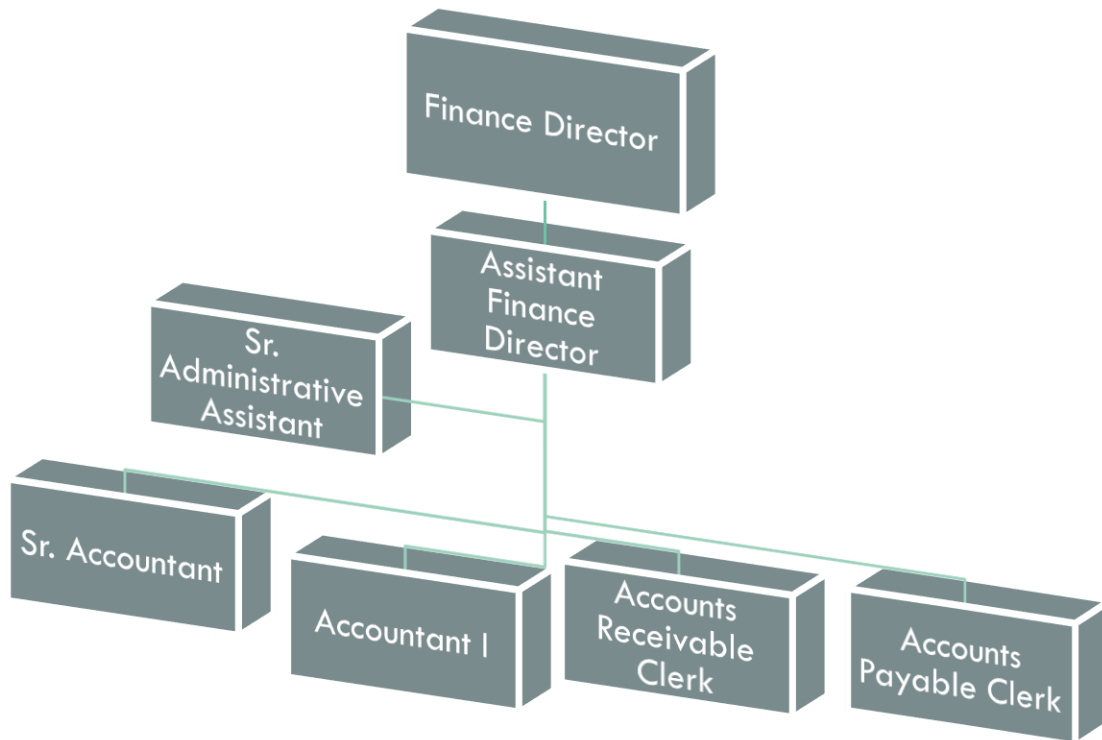 Finance Director
Assistant
Finance
Director
Sr.
Administrative
Assistant
Sr. Accountant
Accountant I
Accounts
Receivable
Clerk
Accounts
Payable Clerk